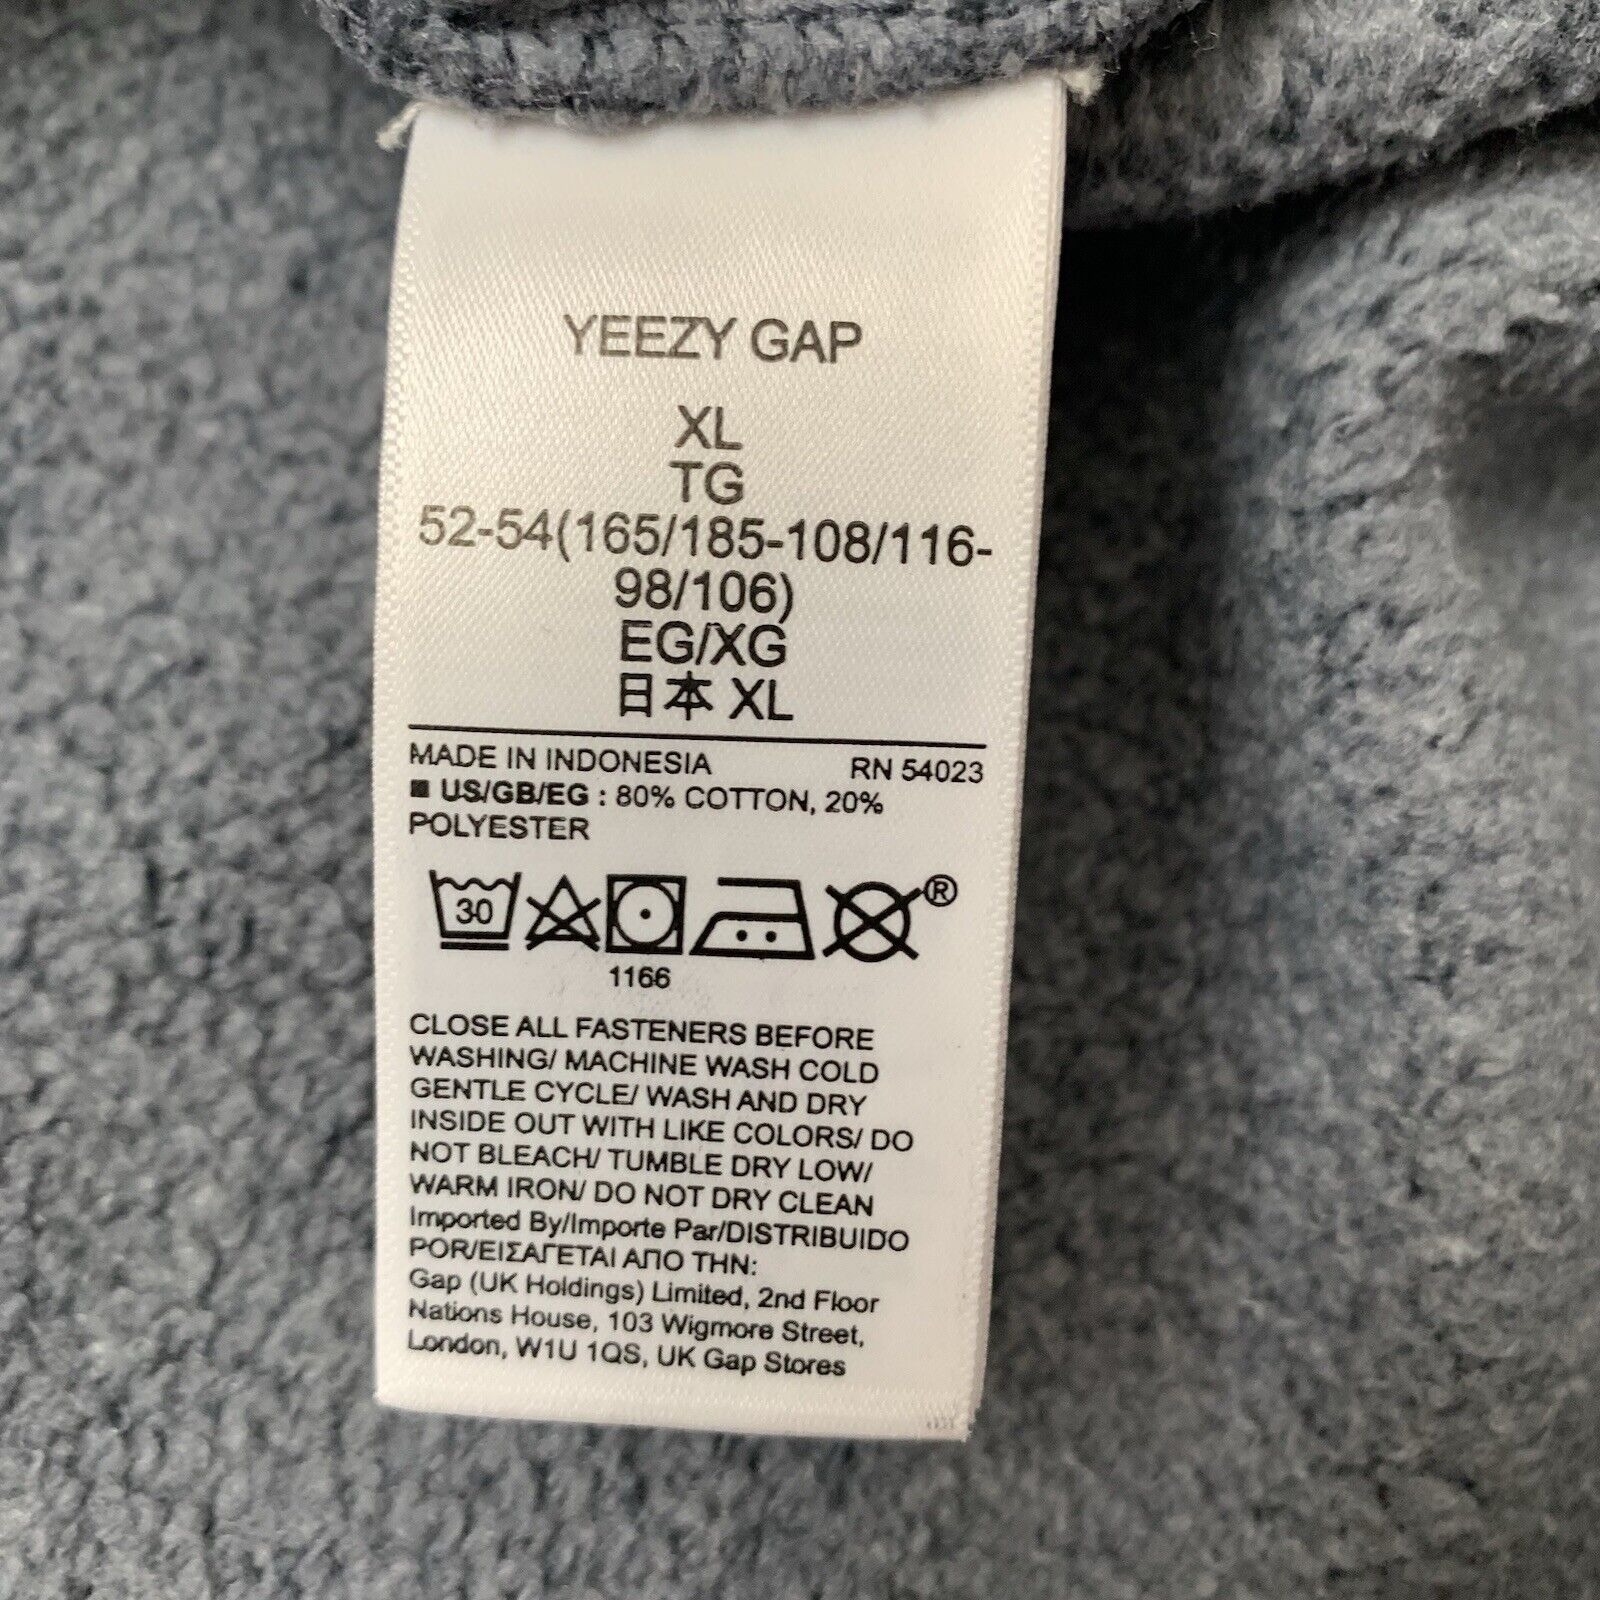 YEEZY GAP
XL
TG
52-54(165/185-108/116-
98/106)
EG/XG
日本 XL
MADE IN INDONESIA RN 54023
■ US/GB/EG : 80% COTTON, 20%
POLYESTER
30
®
1166
CLOSE ALL FASTENERS BEFORE
WASHING/ MACHINE WASH COLD
GENTLE CYCLE/ WASH AND DRY
INSIDE OUT WITH LIKE COLORS/ DO
NOT BLEACH/ TUMBLE DRY LOW/
WARM IRON/ DO NOT DRY CLEAN
Imported By/Importe Par/DISTRIBUIDO
POR/ΕΙΣΑΓΕΤΑΙ ΑΠΟ ΤΗΝ:
Gap (UK Holdings) Limited, 2nd Floor
Nations House, 103 Wigmore Street,
London, W1U 1QS, UK Gap Stores